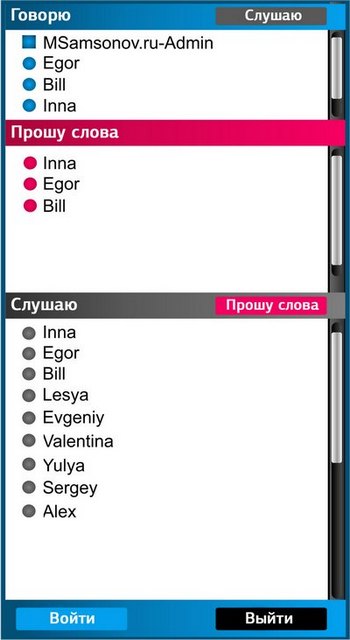 Говорю Слушаю
MSamsonov.ru-Admin
Egor
Bill
Inna
Прошу слова
Inna
Egor
Bill
Слушаю Прошу слова
Inna
Egor
Bill
Lesya
Evgeniy
Valentina
Yulya
Sergey
Alex
Войти Выйти